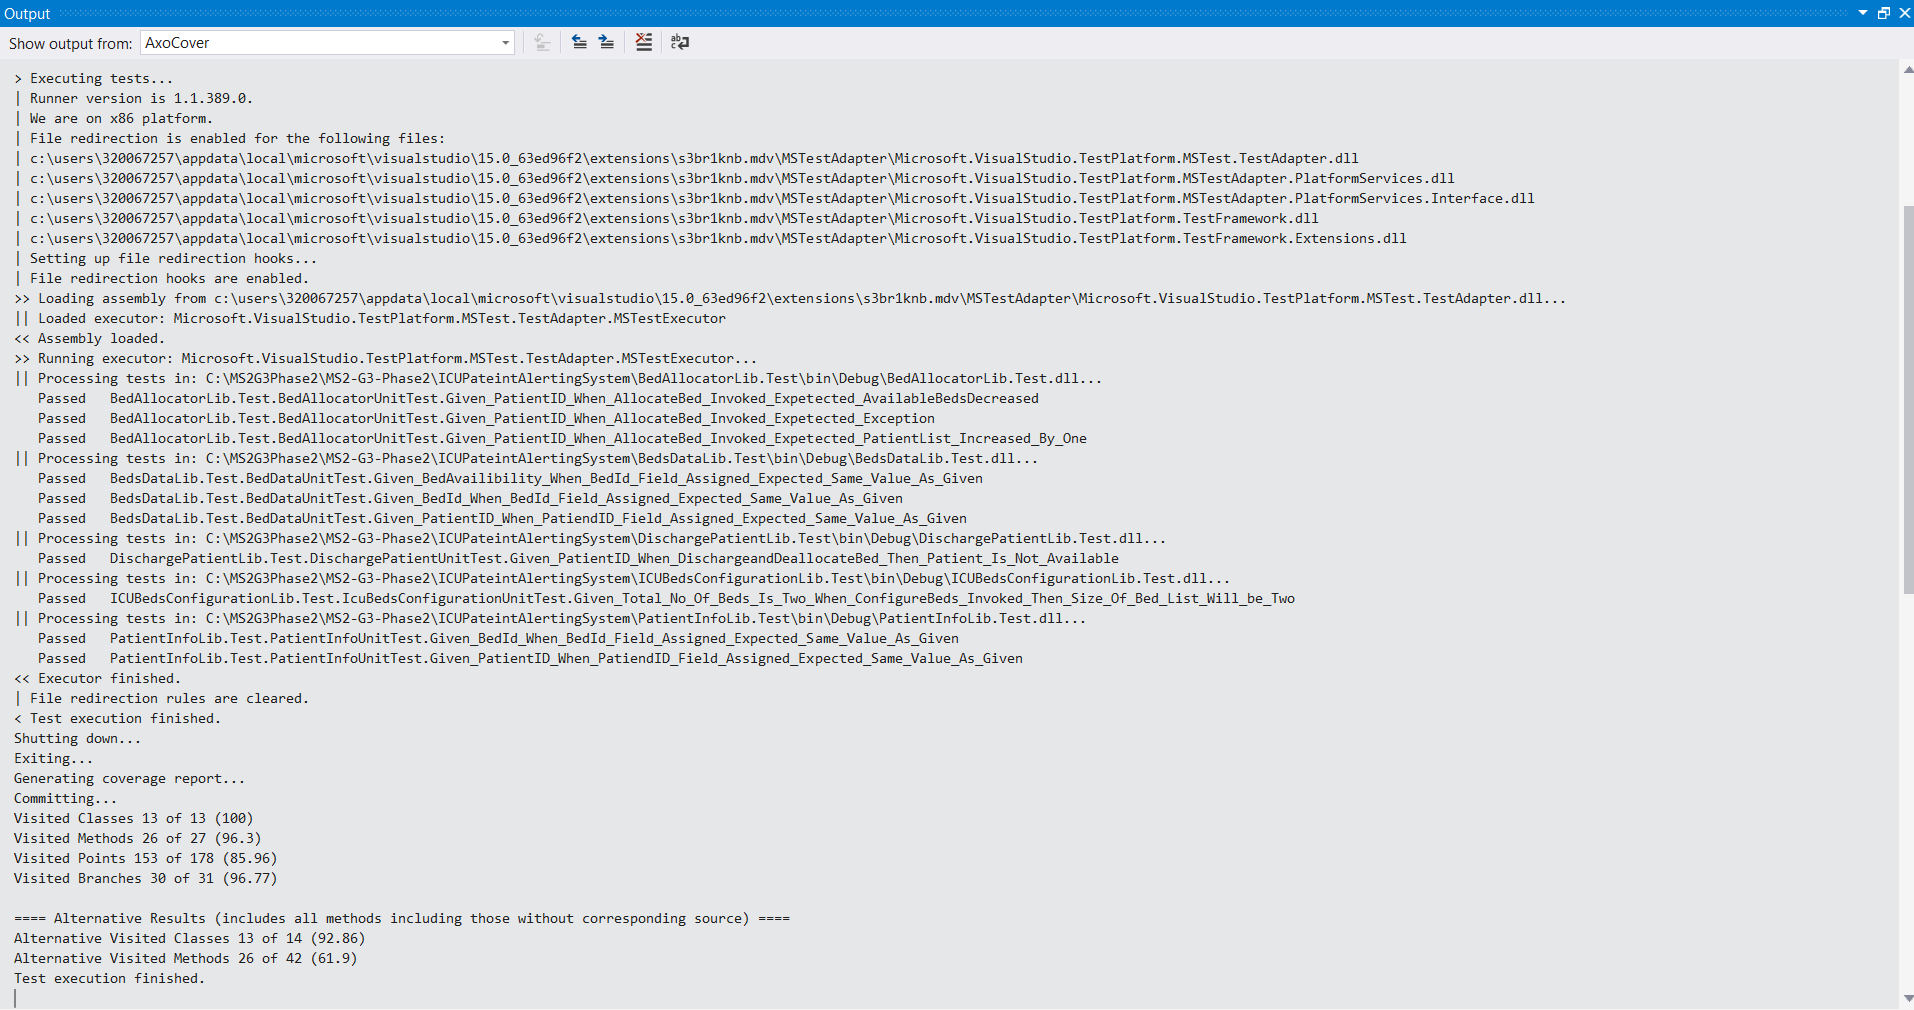 Output
Show output from: AxoCover
> Executing tests...
| Runner version is 1.1.389.0.
| We are on x86 platform.
| File redirection is enabled for the following files:
| c:\users\320067257\appdata\local\microsoft\visualstudio\15.0_63ed96f2\extensions\s3br1knb.mdv\MSTestAdapter\Microsoft.VisualStudio.TestPlatform.MSTest.TestAdapter.dll
| c:\users\320067257\appdata\local\microsoft\visualstudio\15.0_63ed96f2\extensions\s3br1knb.mdv\MSTestAdapter\Microsoft.VisualStudio.TestPlatform.MSTestAdapter.PlatformServices.dll
| c:\users\320067257\appdata\local\microsoft\visualstudio\15.0_63ed96f2\extensions\s3br1knb.mdv\MSTestAdapter\Microsoft.VisualStudio.TestPlatform.MSTestAdapter.PlatformServices.Interface.dll
| c:\users\320067257\appdata\local\microsoft\visualstudio\15.0_63ed96f2\extensions\s3br1knb.mdv\MSTestAdapter\Microsoft.VisualStudio.TestPlatform.TestFramework.dll
| c:\users\320067257\appdata\local\microsoft\visualstudio\15.0_63ed96f2\extensions\s3br1knb.mdv\MSTestAdapter\Microsoft.VisualStudio.TestPlatform.TestFramework.Extensions.dll
| Setting up file redirection hooks...
| File redirection hooks are enabled.
>> Loading assembly from c:\users\320067257\appdata\local\microsoft\visualstudio\15.0_63ed96f2\extensions\s3br1knb.mdv\MSTestAdapter\Microsoft.VisualStudio.TestPlatform.MSTest.TestAdapter.dll...
|| Loaded executor: Microsoft.VisualStudio.TestPlatform.MSTest.TestAdapter.MSTestExecutor
<< Assembly loaded.
>> Running executor: Microsoft.VisualStudio.TestPlatform.MSTest.TestAdapter.MSTestExecutor...
|| Processing tests in: C:\MS2G3Phase2\MS2-G3-Phase2\ICUPateintAlertingSystem\BedAllocatorLib.Test\bin\Debug\BedAllocatorLib.Test.dll...
Passed BedAllocatorLib.Test.BedAllocatorUnitTest.Given_PatientID_When_AllocateBed_Invoked_Expetected_AvailableBedsDecreased
Passed BedAllocatorLib.Test.BedAllocatorUnitTest.Given_PatientID_When_AllocateBed_Invoked_Expetected_Exception
Passed BedAllocatorLib.Test.BedAllocatorUnitTest.Given_PatientID_When_AllocateBed_Invoked_Expetected_PatientList_Increased_By_One
|| Processing tests in: C:\MS2G3Phase2\MS2-G3-Phase2\ICUPateintAlertingSystem\BedsDataLib.Test\bin\Debug\BedsDataLib.Test.dll...
Passed BedsDataLib.Test.BedDataUnitTest.Given_BedAvailibility_When_BedId_Field_Assigned_Expected_Same_Value_As_Given
Passed BedsDataLib.Test.BedDataUnitTest.Given_BedId_When_BedId_Field_Assigned_Expected_Same_Value_As_Given
Passed BedsDataLib.Test.BedDataUnitTest.Given_PatientID_When_PatiendID_Field_Assigned_Expected_Same_Value_As_Given
|| Processing tests in: C:\MS2G3Phase2\MS2-G3-Phase2\ICUPateintAlertingSystem\DischargePatientLib.Test\bin\Debug\DischargePatientLib.Test.dll...
Passed DischargePatientLib.Test.DischargePatientUnitTest.Given_PatientID_When_DischargeandDeallocateBed_Then_Patient_Is_Not_Available
|| Processing tests in: C:\MS2G3Phase2\MS2-G3-Phase2\ICUPateintAlertingSystem\ICUBedsConfigurationLib.Test\bin\Debug\ICUBedsConfigurationLib.Test.dll...
Passed ICUBedsConfigurationLib.Test.IcuBedsConfigurationUnitTest.Given_Total_No_Of_Beds_Is_Two_When_ConfigureBeds_Invoked_Then_Size_Of_Bed_List_Will_be_Two
|| Processing tests in: C:\MS2G3Phase2\MS2-G3-Phase2\ICUPateintAlertingSystem\PatientInfoLib.Test\bin\Debug\PatientInfoLib.Test.dll...
Passed PatientInfoLib.Test.PatientInfoUnitTest.Given_BedId_When_BedId_Field_Assigned_Expected_Same_Value_As_Given
Passed PatientInfoLib.Test.PatientInfoUnitTest.Given_PatientID_When_PatiendID_Field_Assigned_Expected_Same_Value_As_Given
<< Executor finished.
| File redirection rules are cleared.
< Test execution finished.
Shutting down...
Exiting...
Generating coverage report...
Committing...
Visited Classes 13 of 13 (100)
Visited Methods 26 of 27 (96.3)
Visited Points 153 of 178 (85.96)
Visited Branches 30 of 31 (96.77)
==== Alternative Results (includes all methods including those without corresponding source) ====
Alternative Visited Classes 13 of 14 (92.86)
Alternative Visited Methods 26 of 42 (61.9)
Test execution finished.